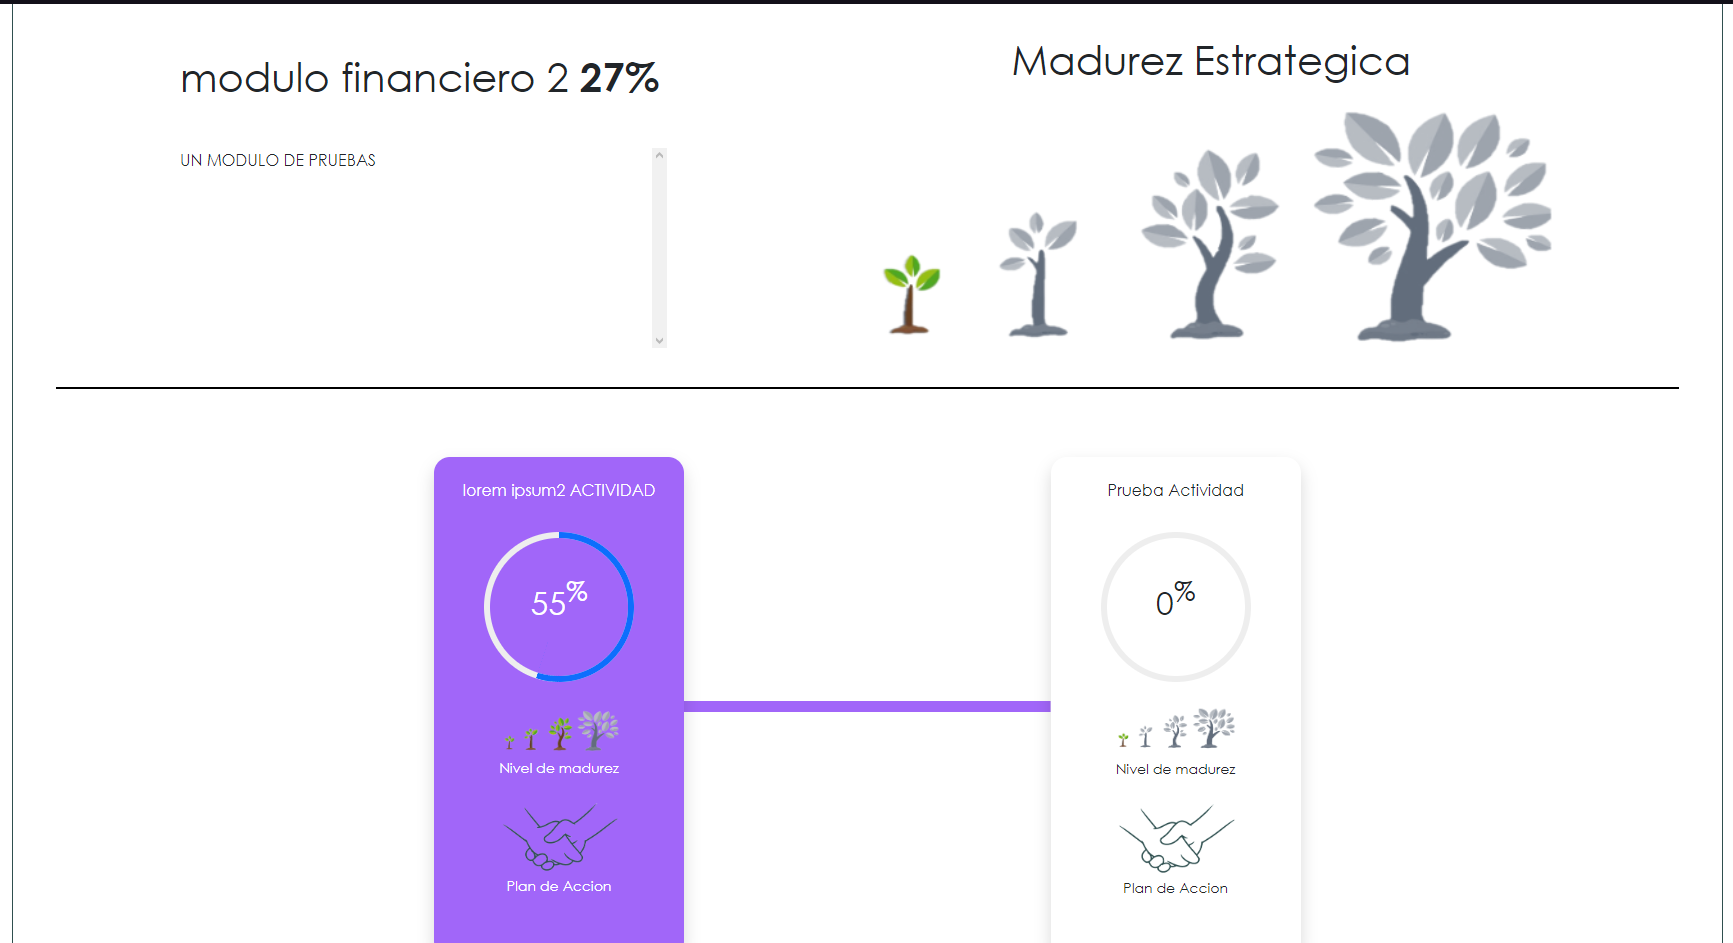 modulo financiero 2 27%
UN MODULO DE PRUEBAS
Madurez Estrategica
lorem ipsum2 ACTIVIDAD
55%
Nivel de madurez
Plan de Accion
Prueba Actividad
0%
Nivel de madurez
Plan de Accion